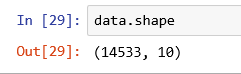 In [29]: data.shape
Out[29]: (14533, 10)